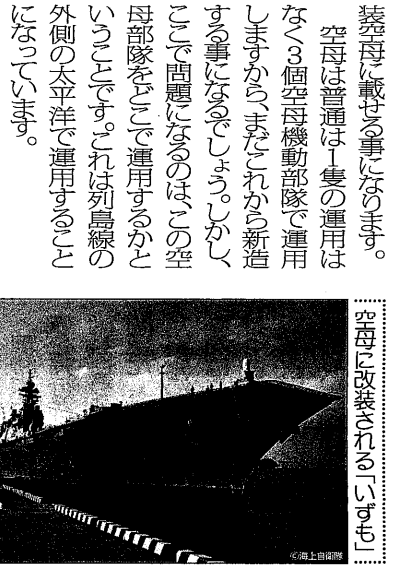 装空母に載せる事になります。
　空母は普通は1隻の運用は
なく3個空母機動部隊で運用
しますから、まだこれから新造
する事になるでしょう。しかし、
ここで問題になるのは、この空
母部隊をどこで運用するかと
いうことです。これは列島線の
外側の太平洋で運用すること
になっています。
空母に改装される「いずも」
©海上自衛隊